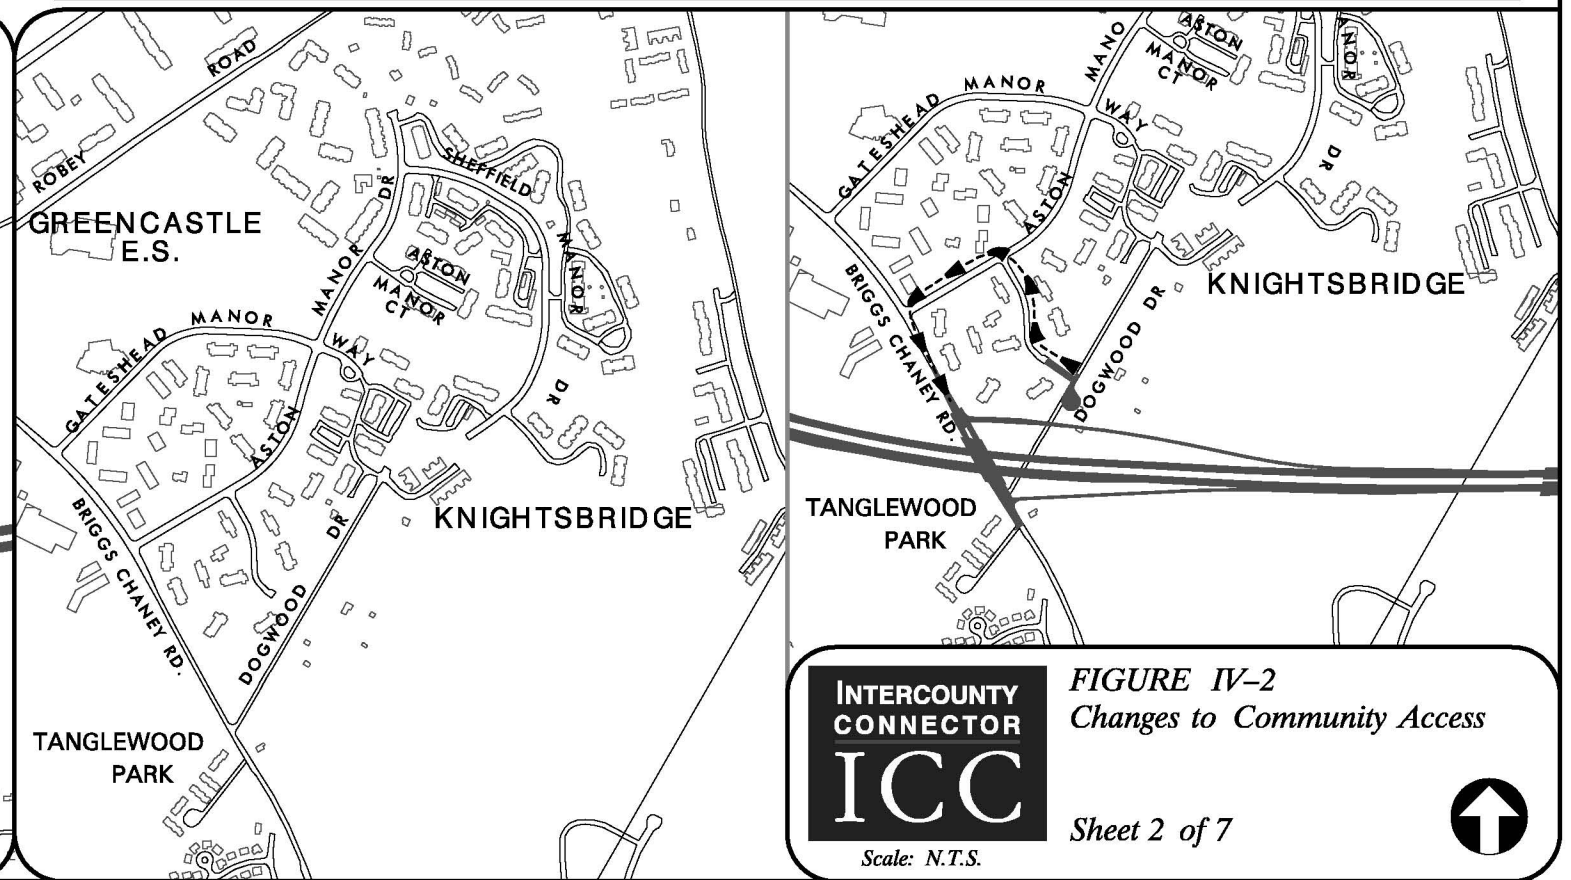 ROBEY
ROAD
GREENCASTLE
E.S.
SHEFFIELD
MANOR
DR
MANOR
DR
ASTON
MANOR
CT
GATESHEAD
MANOR
WAY
ASTON
DR
DOGWOOD
BRIGGS CHANEY RD.
KNIGHTSBRIDGE
TANGLEWOOD
PARK
MANO
ASTON
MANOR
CT
ANOR
DR
GATESHEAD
MANOR
WAY
ASTON
BRIGGS CHANEY RD.
DOGWOOD DR
KNIGHTSBRIDGE
TANGLEWOOD
PARK
INTERCOUNTY
CONNECTOR
ICC
Scale: N.T.S.
FIGURE IV–2
Changes to Community Access
Sheet 2 of 7